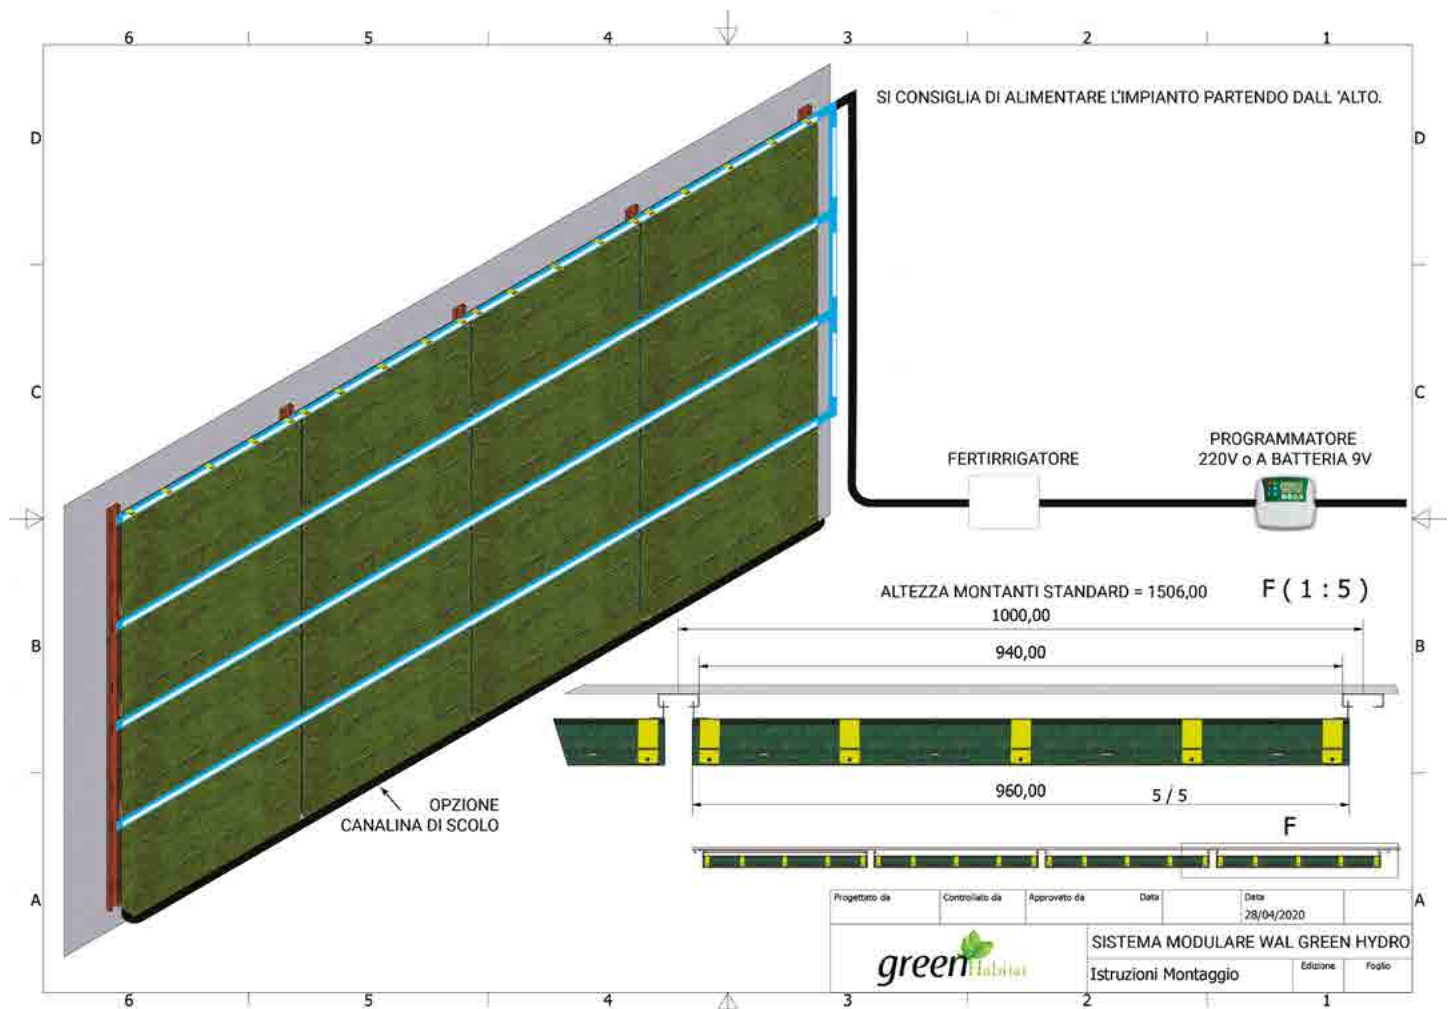 6 5 4 3 2 1
SI CONSIGLIA DI ALIMENTARE L'IMPIANTO PARTENDO DALL 'ALTO.
D D
C C
FERTIRRIGATORE
PROGRAMMATORE
220V o A BATTERIA 9V
ALTEZZA MONTANTI STANDARD = 1506,00
F ( 1 : 5 )
1000,00
B B
940,00
960,00
5 / 5
OPZIONE
CANALINA DI SCOLO
F
A A
Progettato da Controllato da Approvato da Data Data
28/04/2020
green Habitat
SISTEMA MODULARE WAL GREEN HYDRO
Istruzioni Montaggio
Edizione Foglio
6 5 4 3 2 1